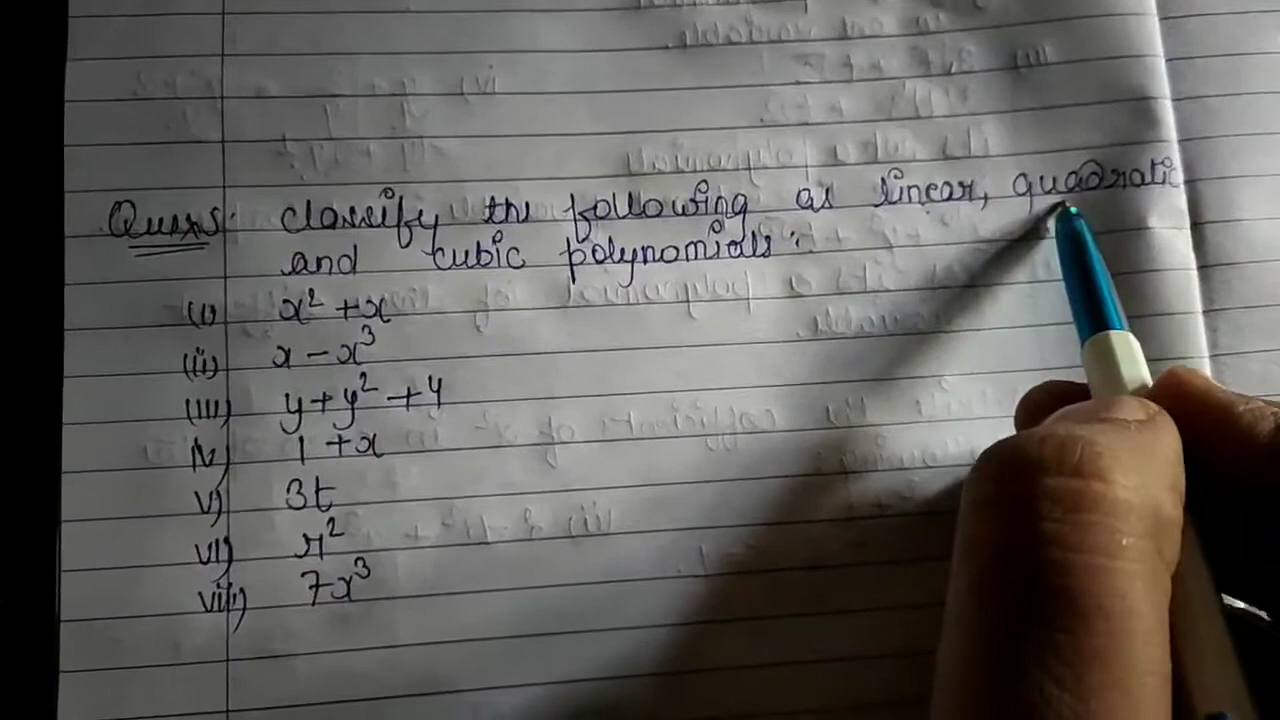 Ques5: Classify the following as linear, quadratic
and cubic polynomials:
(i) x² + x
(ii) x - x³
(iii) y + y² + 4
iv) 1 + x
v) 3t
vi) r²
vii) 7x³